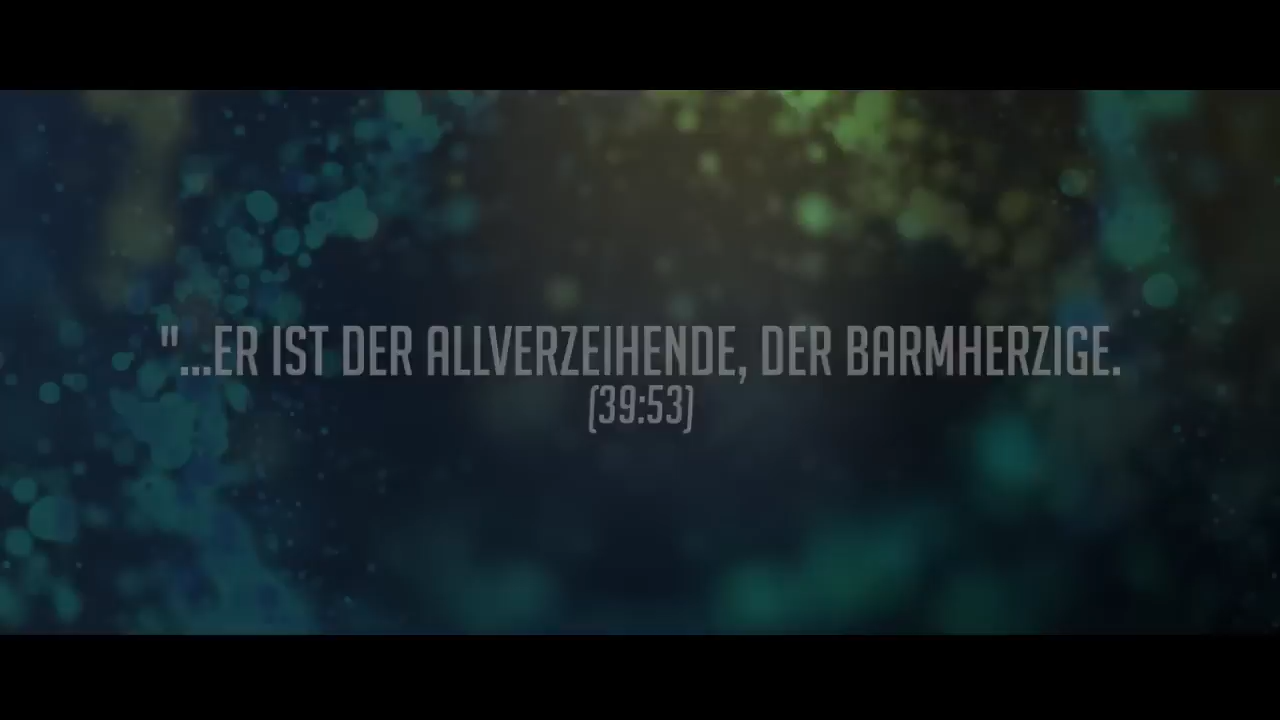 "...ER IST DER ALLVERZEIHENDE, DER BARMHERZIGE.
(39:53)